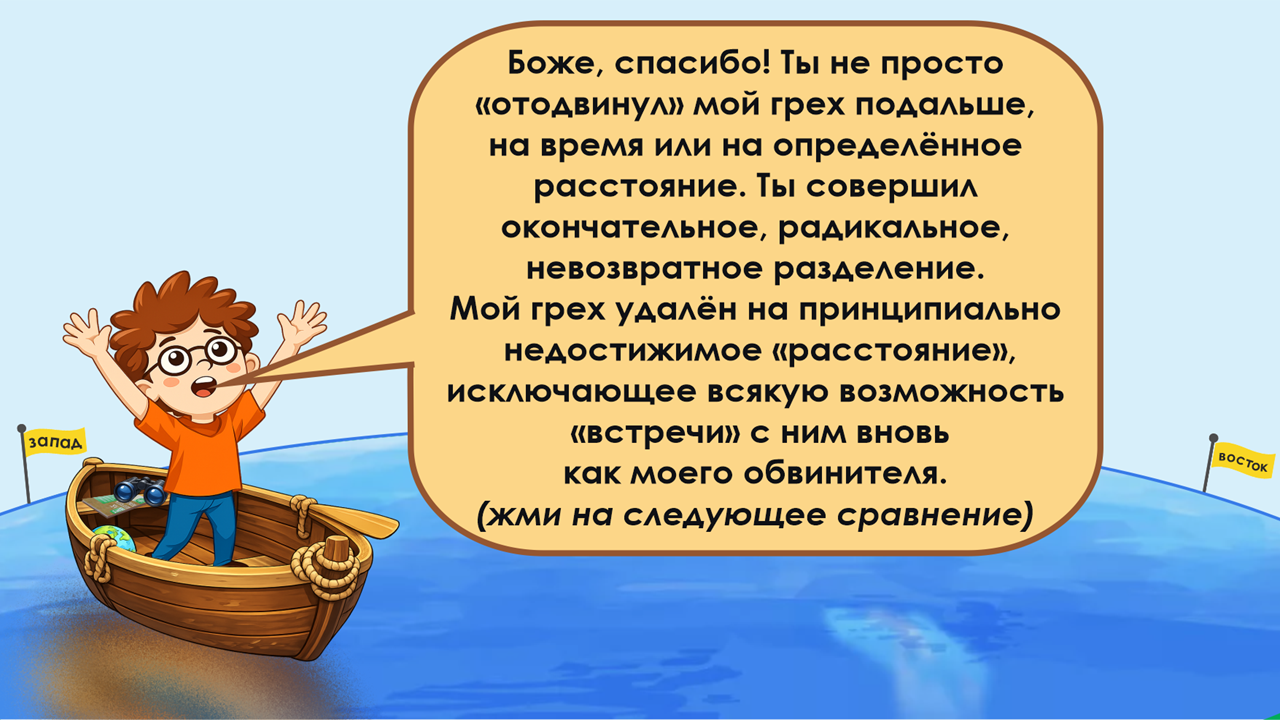 Боже, спасибо! Ты не просто
«отодвинул» мой грех подальше,
на время или на определённое
расстояние. Ты совершил
окончательное, радикальное,
невозвратное разделение.
Мой грех удалён на принципиально
недостижимое «расстояние»,
исключающее всякую возможность
«встречи» с ним вновь
как моего обвинителя.
(жми на следующее сравнение)
ЗАПАД
ВОСТОК